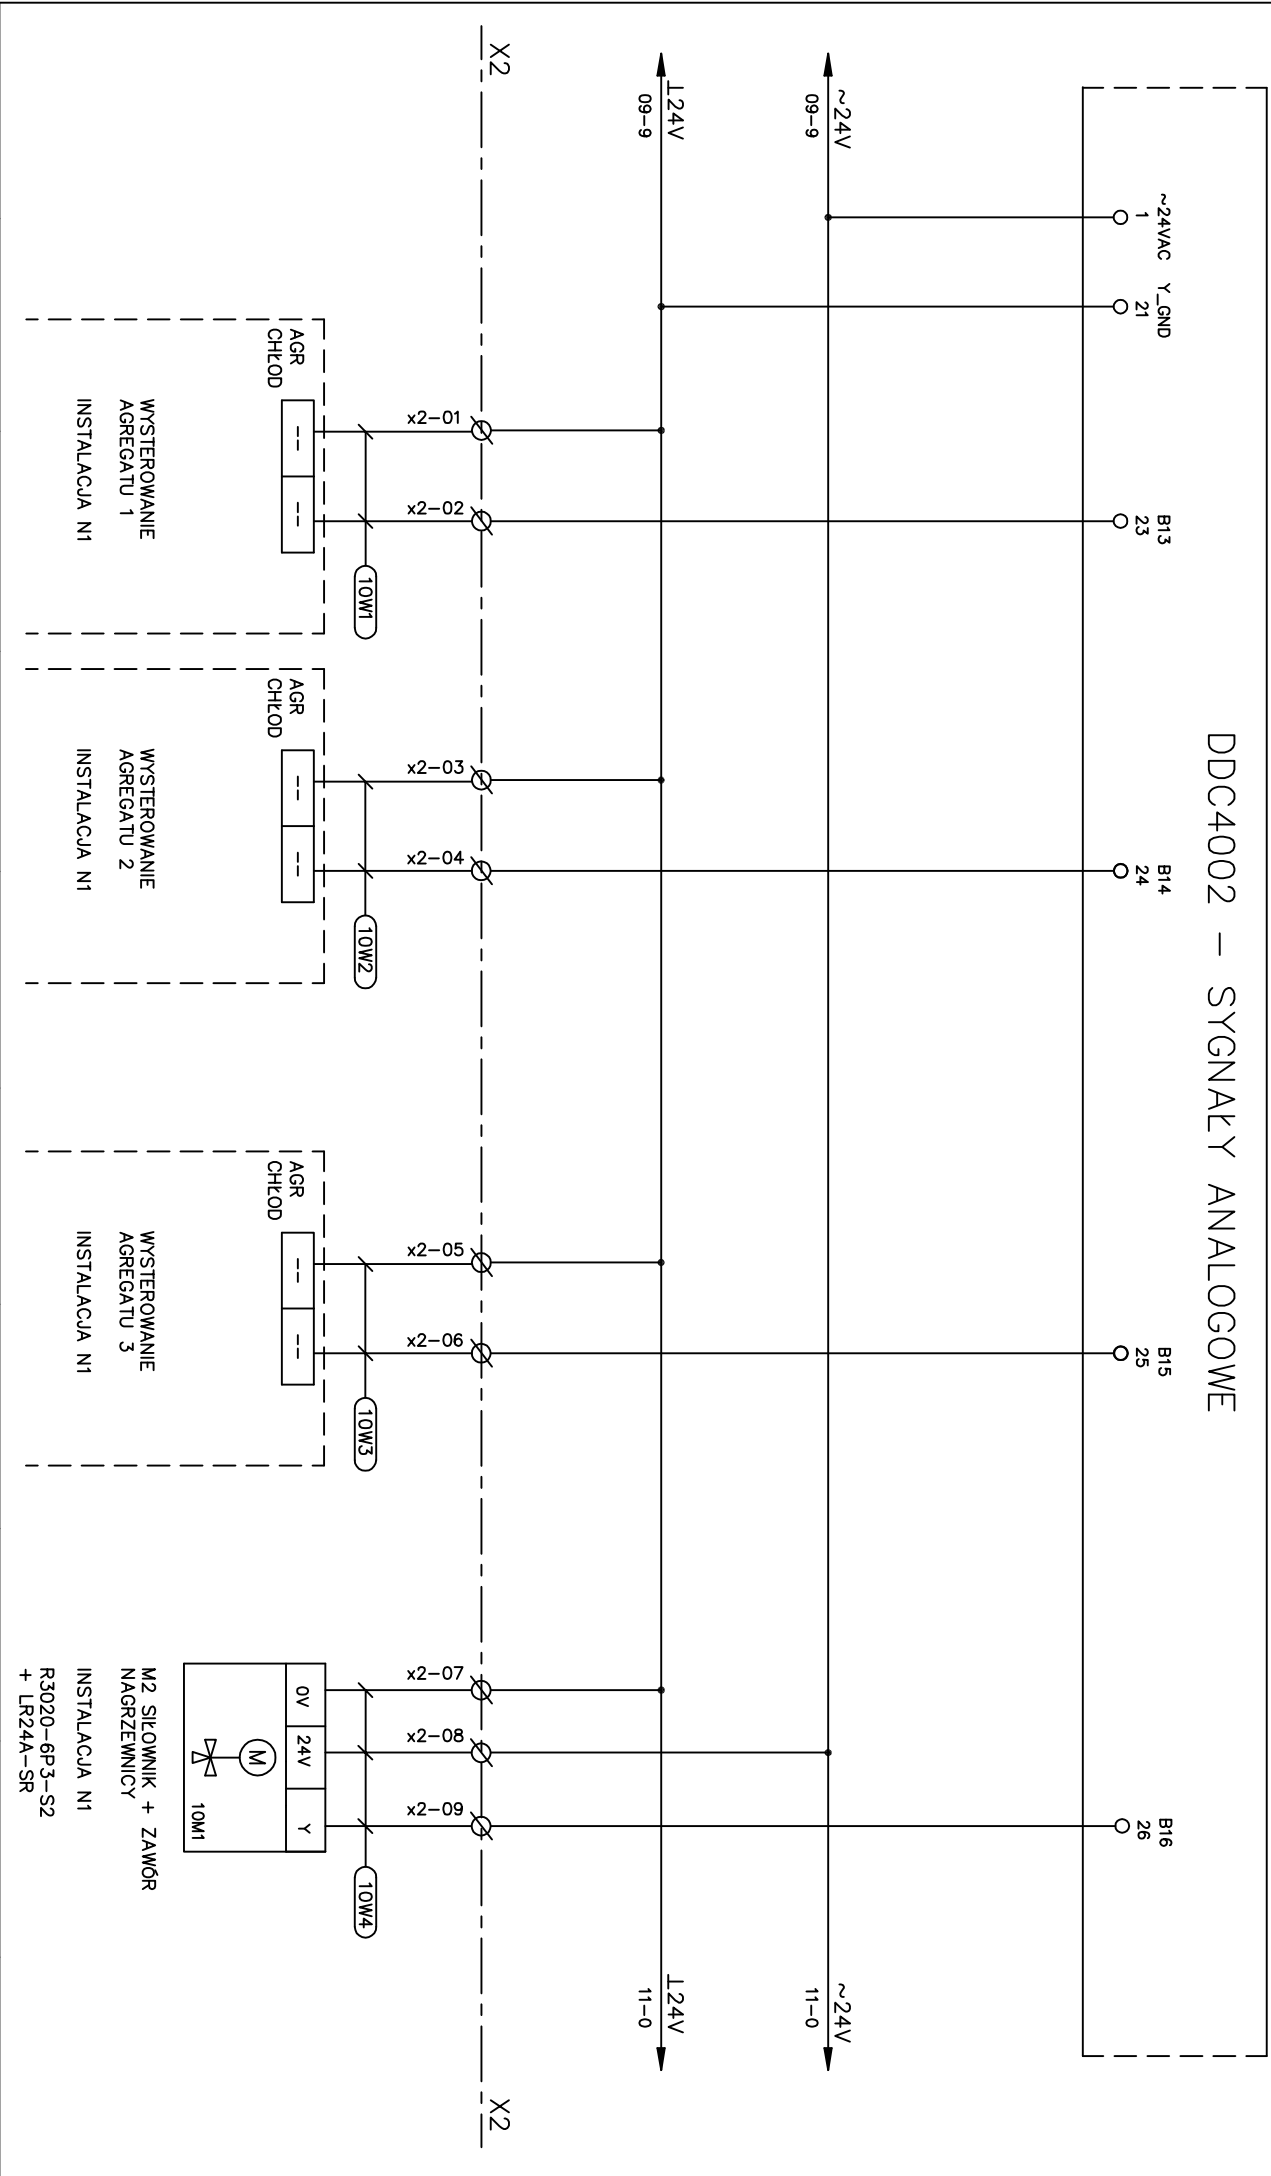 DDC4002 – SYGNAŁY ANALOGOWE
~24VAC
1
Y_GND
21
B13
23
B14
24
B15
25
B16
26
~24V
09-9
~24V
11-0
⊥24V
09-9
⊥24V
11-0
X2
X2
x2-01
x2-02
x2-03
x2-04
x2-05
x2-06
x2-07
x2-08
x2-09
10W1
10W2
10W3
10W4
AGR
CHŁOD
--
--
WYSTEROWANIE
AGREGATU 1
INSTALACJA N1
AGR
CHŁOD
--
--
WYSTEROWANIE
AGREGATU 2
INSTALACJA N1
AGR
CHŁOD
--
--
WYSTEROWANIE
AGREGATU 3
INSTALACJA N1
0V
24V
Y
M
10M1
M2 SIŁOWNIK + ZAWÓR
NAGRZEWNICY
INSTALACJA N1
R3020-6P3-S2
+ LR24A-SR